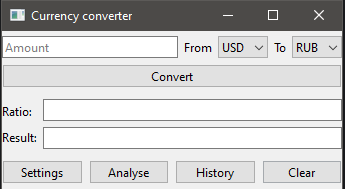 Currency converter
Amount From USD To RUB
Convert
Ratio:
Result:
Settings Analyse History Clear